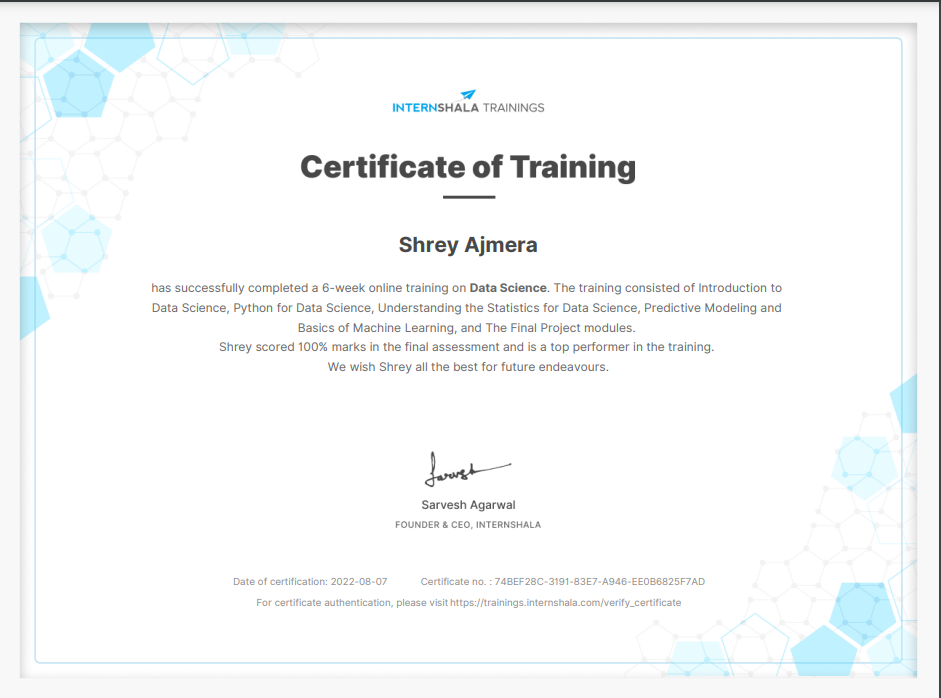 INTERNSHALA TRAININGS
Certificate of Training
Shrey Ajmera
has successfully completed a 6-week online training on Data Science. The training consisted of Introduction to
Data Science, Python for Data Science, Understanding the Statistics for Data Science, Predictive Modeling and
Basics of Machine Learning, and The Final Project modules.
Shrey scored 100% marks in the final assessment and is a top performer in the training.
We wish Shrey all the best for future endeavours.
Sarvesh
Sarvesh Agarwal
FOUNDER & CEO, INTERNSHALA
Date of certification: 2022-08-07 Certificate no. : 74BEF28C-3191-83E7-A946-EE0B6825F7AD
For certificate authentication, please visit https://trainings.internshala.com/verify_certificate